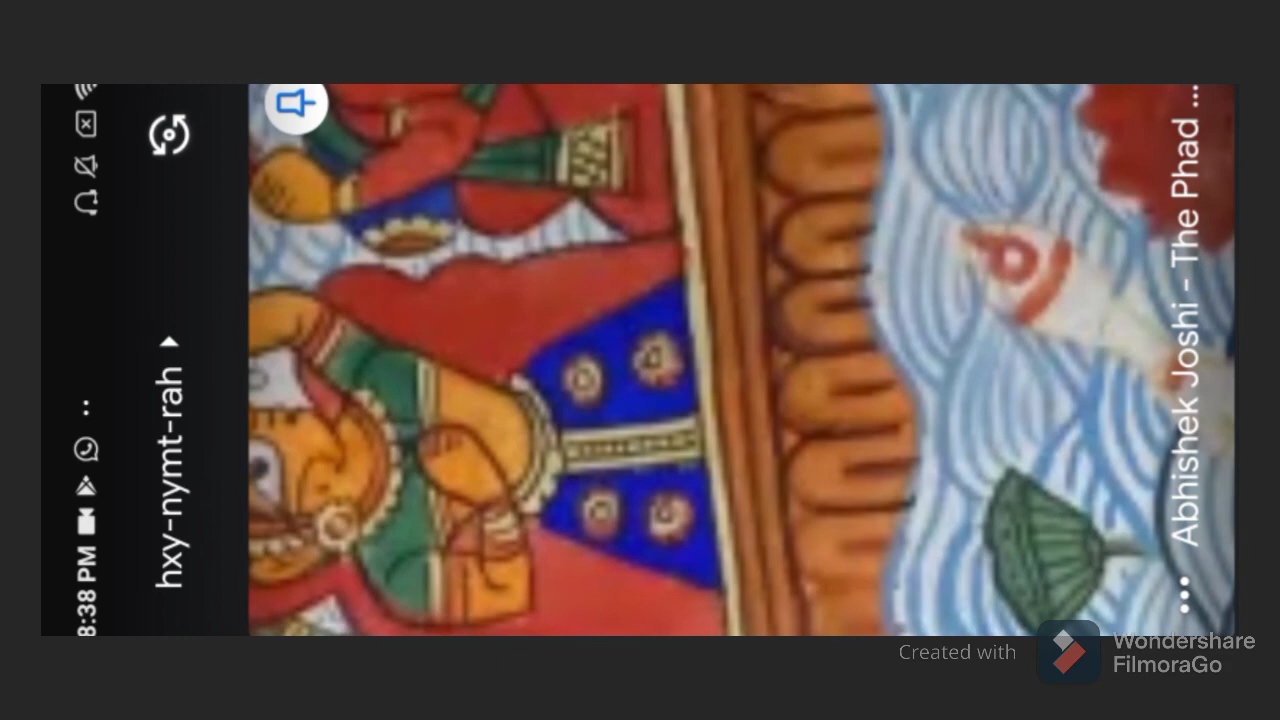 8:38 PM
hxy-nymt-rah
Abhishek Joshi - The Phad ...
Created with
Wondershare
FilmoraGo